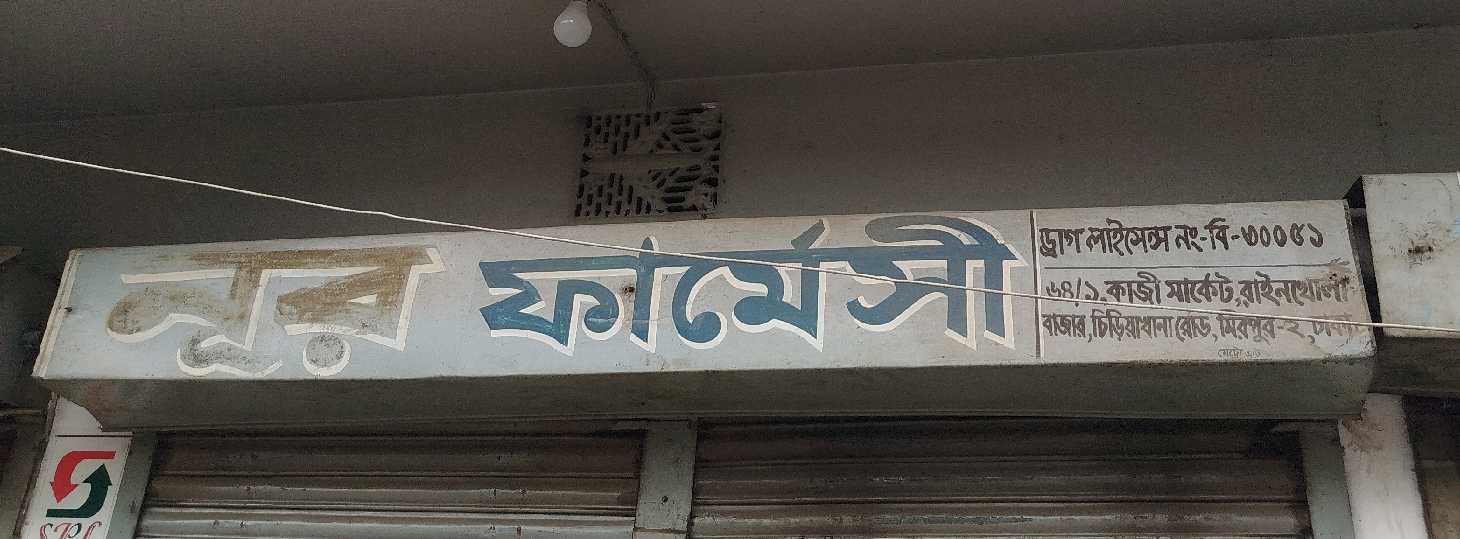 নূর ফার্মেসী
ড্রাগ লাইসেন্স নং-বি-৩০০৫১
৬৪/১, কাজী মার্কেট, রাইনখোলা
বাজার, চিড়িয়াখানা রোড, মিরপুর-২, ঢাকা